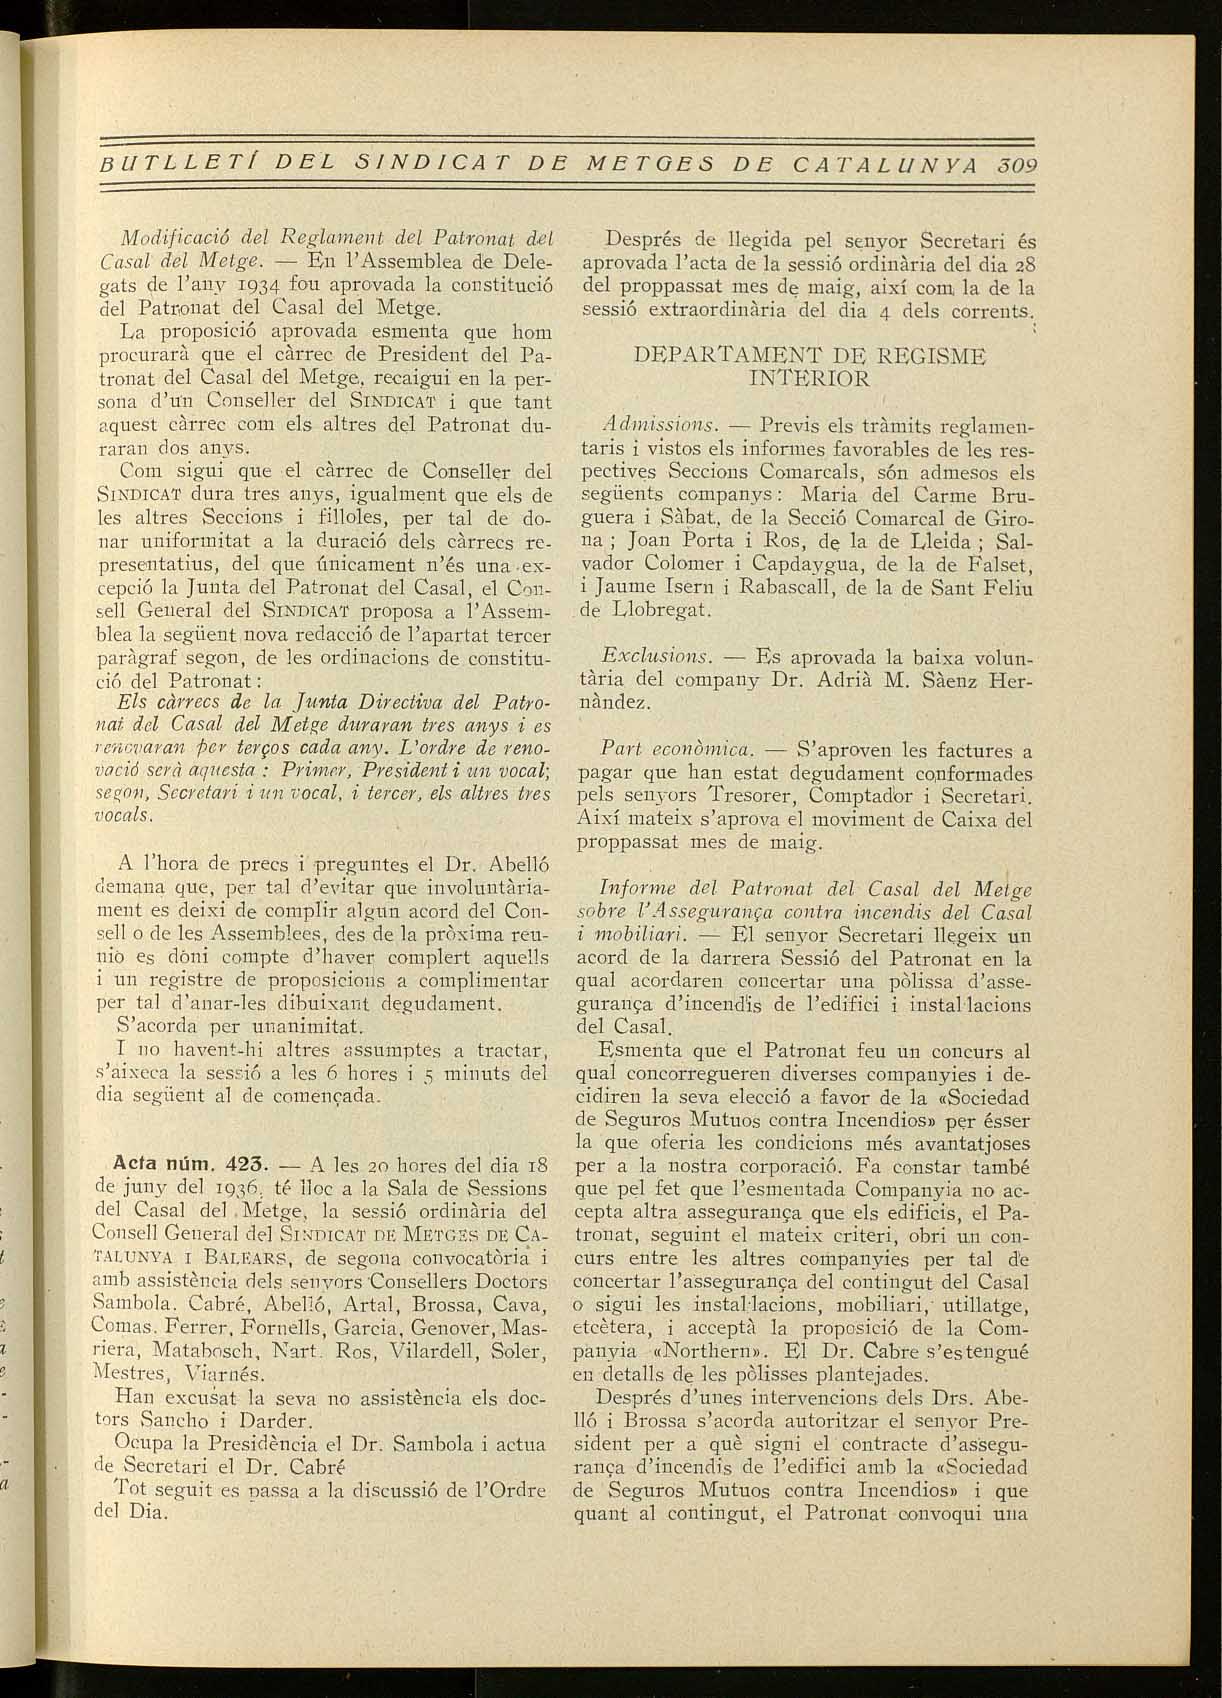 BUTLLETÍ DEL SINDICAT DE METGES DE CATALUNYA 309
Modificació del Reglament del Patronat del
Casal del Metge. — En l'Assemblea de Dele-
gats de l'any 1934 fou aprovada la constitució
del Patronat del Casal del Metge.
La proposició aprovada esmenta que hom
procurarà que el càrrec de President del Pa-
tronat del Casal del Metge, recaigui en la per-
sona d'un Conseller del SINDICAT i que tant
aquest càrrec com els altres del Patronat du-
raran dos anys.
Com sigui que el càrrec de Conseller del
SINDICAT dura tres anys, igualment que els de
les altres Seccions i filloles, per tal de do-
nar uniformitat a la duració dels càrrecs re-
presentatius, del que únicament n'és una ex-
cepció la Junta del Patronat del Casal, el Con-
sell General del SINDICAT proposa a l'Assem-
blea la següent nova redacció de l'apartat tercer
paràgraf segon, de les ordinacions de constitu-
ció del Patronat :
Els càrrecs de la Junta Directiva del Patro-
nat del Casal del Metge duraran tres anys i es
renovaran per terços cada any. L'ordre de reno-
vació serà aquesta : Primer, President i un vocal;
segon, Secretari i un vocal, i tercer, els altres tres
vocals.
A l'hora de precs i preguntes el Dr. Abelló
demana que, per tal d'evitar que involuntària-
ment es deixi de complir algun acord del Con-
sell o de les Assemblees, des de la pròxima reu-
nió es dóni compte d'haver complert aquells
i un registre de proposicions a complimentar
per tal d'anar-les dibuixant degudament.
S'acorda per unanimitat.
I no havent-hi altres assumptes a tractar,
s'aixeca la sessió a les 6 hores i 5 minuts del
dia següent al de començada.
Acta núm. 423. — A les 20 hores del dia 18
de juny del 1936, té lloc a la Sala de Sessions
del Casal del Metge, la sessió ordinària del
Consell General del SINDICAT DE METGES DE CA-
TALUNYA I BALEARS, de segona convocatòria i
amb assistència dels senyors Consellers Doctors
Sambola, Cabré, Abelló, Artal, Brossa, Cava,
Comas, Ferrer, Fornells, Garcia, Genover, Mas-
riera, Matabosch, Nart, Ros, Vilardell, Soler,
Mestres, Viarnés.
Han excusat la seva no assistència els doc-
tors Sancho i Darder.
Ocupa la Presidència el Dr. Sambola i actua
de Secretari el Dr. Cabré
Tot seguit es passa a la discussió de l'Ordre
del Dia.
Després de llegida pel senyor Secretari és
aprovada l'acta de la sessió ordinària del dia 28
del proppassat mes de maig, així com la de la
sessió extraordinària del dia 4 dels corrents.
DEPARTAMENT DE REGISME
INTERIOR
Admissions. — Previs els tràmits reglamen-
taris i vistos els informes favorables de les res-
pectives Seccions Comarcals, són admesos els
següents companys : Maria del Carme Bru-
guera i Sàbat, de la Secció Comarcal de Giro-
na ; Joan Porta i Ros, de la de Lleida ; Sal-
vador Colomer i Capdaygua, de la de Falset,
i Jaume Isern i Rabascall, de la de Sant Feliu
de Llobregat.
Exclusions. — Es aprovada la baixa volun-
tària del company Dr. Adrià M. Sàenz Her-
nàndez.
Part econòmica. — S'aproven les factures a
pagar que han estat degudament conformades
pels senyors Tresorer, Comptador i Secretari.
Així mateix s'aprova el moviment de Caixa del
proppassat mes de maig.
Informe del Patronat del Casal del Metge
sobre l'Assegurança contra incendis del Casal
i mobiliari. — El senyor Secretari llegeix un
acord de la darrera Sessió del Patronat en la
qual acordaren concertar una pòlissa d'asse-
gurança d'incendis de l'edifici i instal·lacions
del Casal.
Esmenta que el Patronat feu un concurs al
qual concorregueren diverses companyies i de-
cidiren la seva elecció a favor de la «Sociedad
de Seguros Mutuos contra Incendios» per ésser
la que oferia les condicions més avantatjoses
per a la nostra corporació. Fa constar també
que pel fet que l'esmentada Companyia no ac-
cepta altra assegurança que els edificis, el Pa-
tronat, seguint el mateix criteri, obri un con-
curs entre les altres companyies per tal de
concertar l'assegurança del contingut del Casal
o sigui les instal·lacions, mobiliari, utillatge,
etcètera, i acceptà la proposició de la Com-
panyia «Northern». El Dr. Cabre s'estengué
en detalls de les pòlisses plantejades.
Després d'unes intervencions dels Drs. Abe-
lló i Brossa s'acorda autoritzar el senyor Pre-
sident per a què signi el contracte d'assegu-
rança d'incendis de l'edifici amb la «Sociedad
de Seguros Mutuos contra Incendios» i que
quant al contingut, el Patronat convoqui una